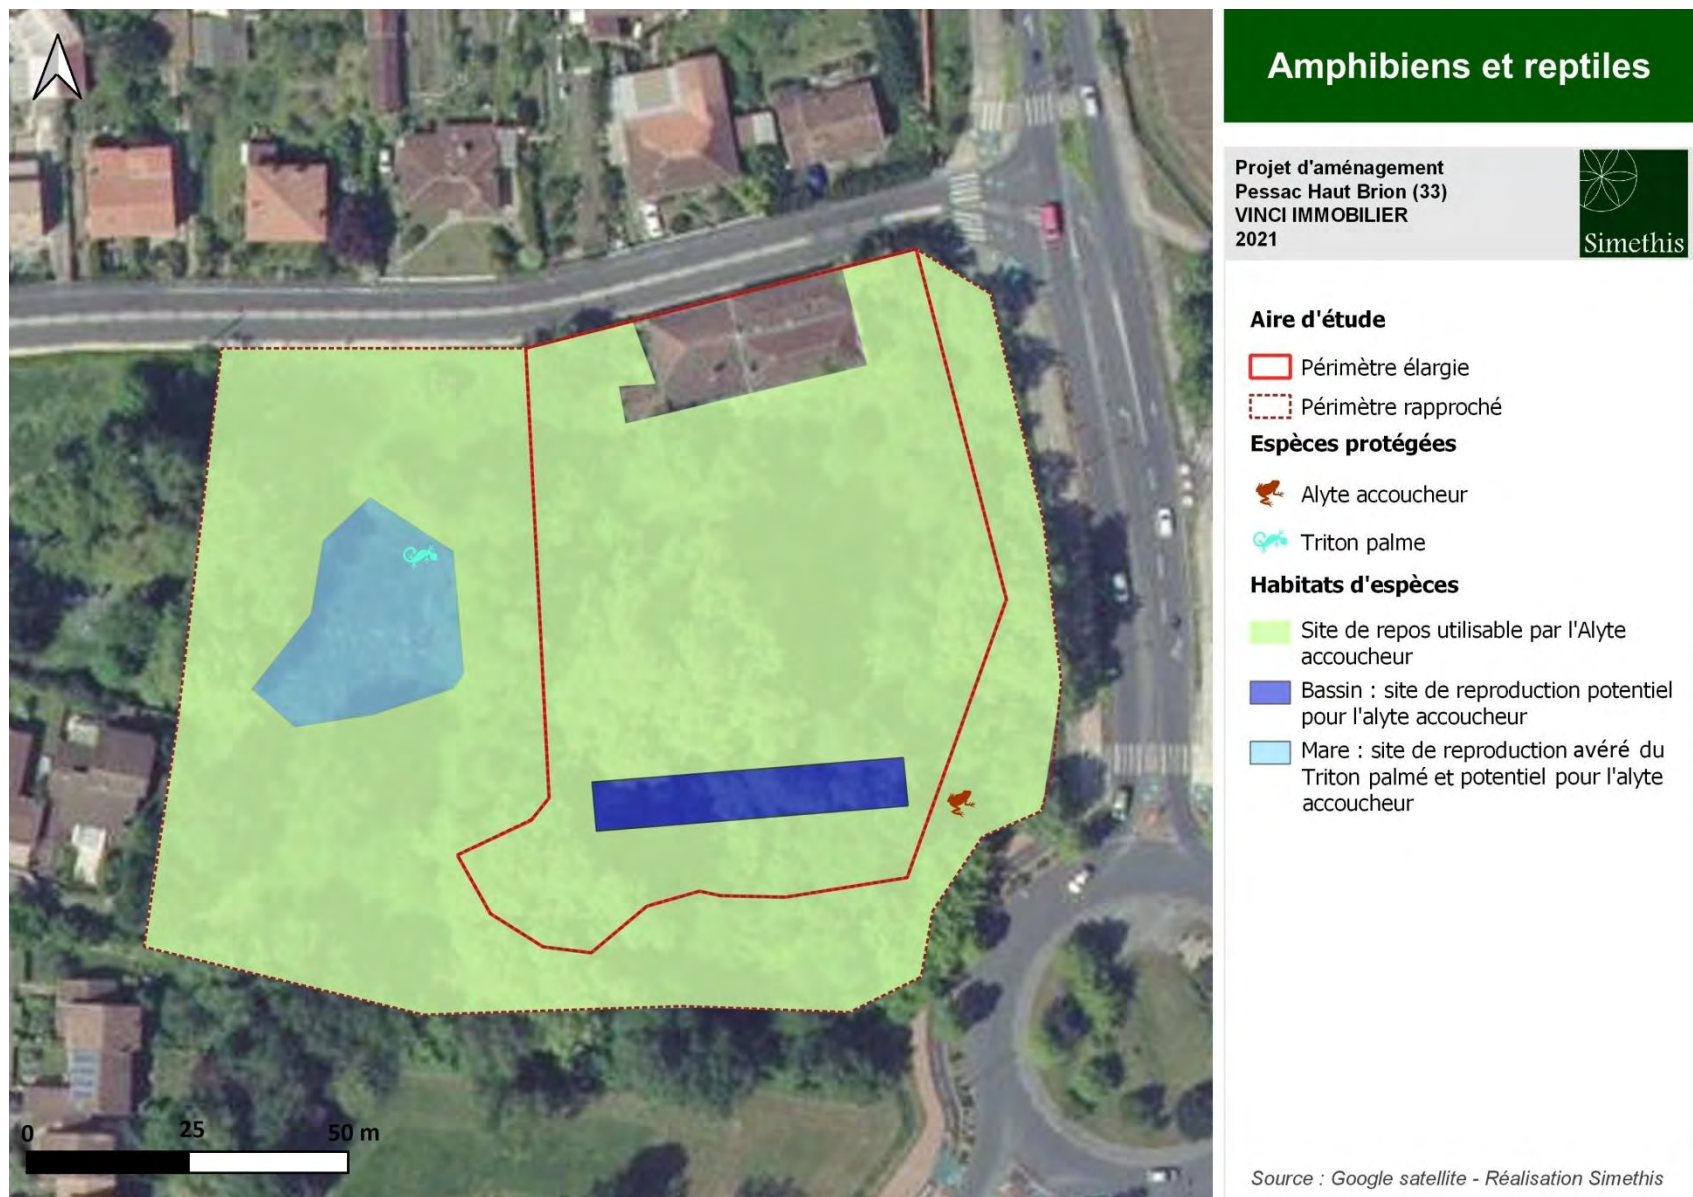 Amphibiens et reptiles
Projet d'aménagement
Pessac Haut Brion (33)
VINCI IMMOBILIER
2021
Simethis
Aire d'étude
Périmètre élargie
Périmètre rapproché
Espèces protégées
Alyte accoucheur
Triton palme
Habitats d'espèces
Site de repos utilisable par l'Alyte
accoucheur
Bassin : site de reproduction potentiel
pour l'alyte accoucheur
Mare : site de reproduction avéré du
Triton palmé et potentiel pour l'alyte
accoucheur
0 25 50 m
Source : Google satellite - Réalisation Simethis